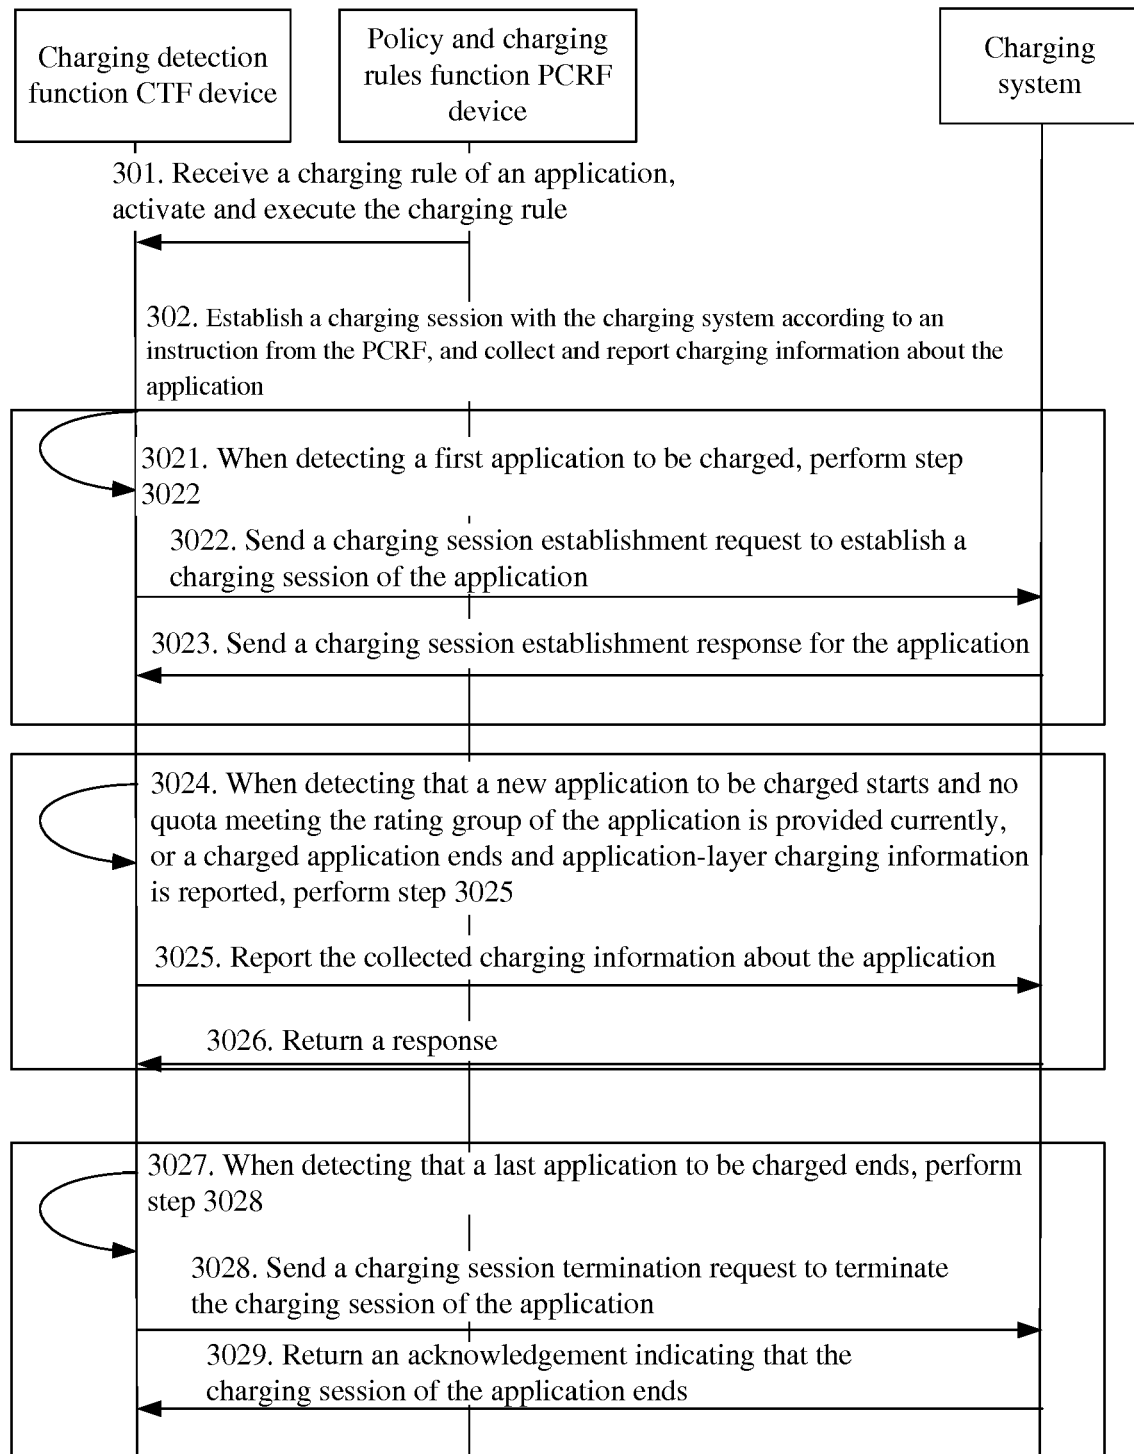 Charging detection
function CTF device
Policy and charging
rules function PCRF
device
Charging
system
301. Receive a charging rule of an application,
activate and execute the charging rule
302. Establish a charging session with the charging system according to an
instruction from the PCRF, and collect and report charging information about the
application
3021. When detecting a first application to be charged, perform step
3022
3022. Send a charging session establishment request to establish a
charging session of the application
3023. Send a charging session establishment response for the application
3024. When detecting that a new application to be charged starts and no
quota meeting the rating group of the application is provided currently,
or a charged application ends and application-layer charging information
is reported, perform step 3025
3025. Report the collected charging information about the application
3026. Return a response
3027. When detecting that a last application to be charged ends, perform
step 3028
3028. Send a charging session termination request to terminate
the charging session of the application
3029. Return an acknowledgement indicating that the
charging session of the application ends